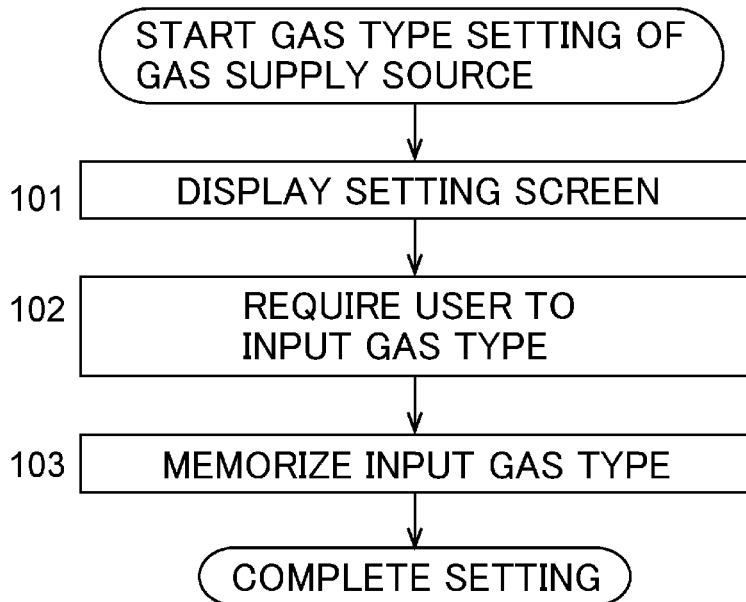 START GAS TYPE SETTING OF
GAS SUPPLY SOURCE
101
DISPLAY SETTING SCREEN
102
REQUIRE USER TO
INPUT GAS TYPE
103
MEMORIZE INPUT GAS TYPE
COMPLETE SETTING